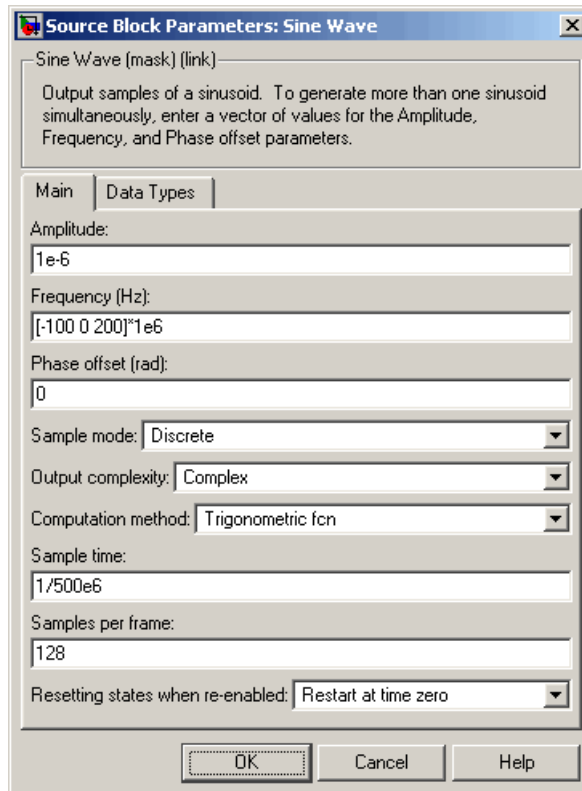 Source Block Parameters: Sine Wave
Sine Wave (mask) (link)
Output samples of a sinusoid. To generate more than one sinusoid
simultaneously, enter a vector of values for the Amplitude,
Frequency, and Phase offset parameters.
Main Data Types
Amplitude:
1e-6
Frequency (Hz):
[-100 0 200]*1e6
Phase offset (rad):
0
Sample mode: Discrete
Output complexity: Complex
Computation method: Trigonometric fcn
Sample time:
1/500e6
Samples per frame:
128
Resetting states when re-enabled: Restart at time zero
OK Cancel Help